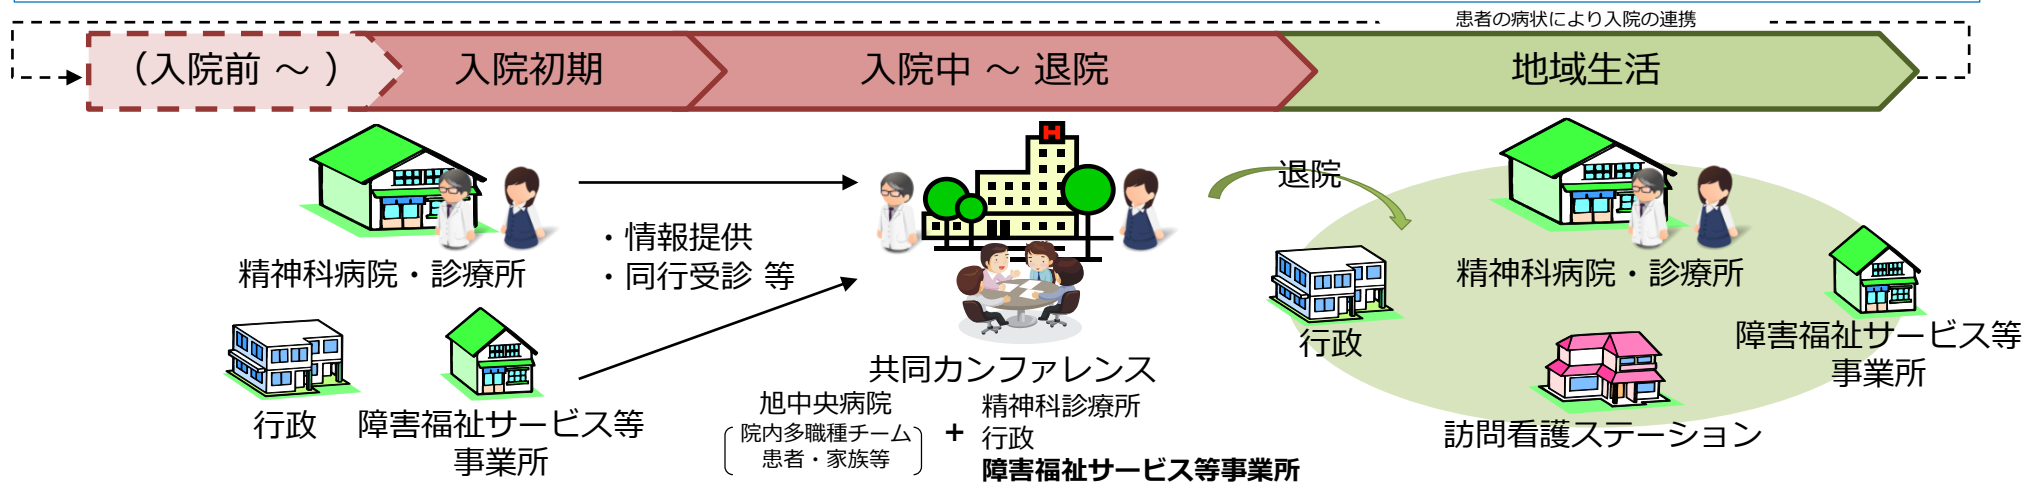 患者の病状により入院の連携
（入院前 ～ ）
入院初期
入院中 ～ 退院
地域生活
精神科病院・診療所
行政
障害福祉サービス等
事業所
・情報提供
・同行受診 等
H
共同カンファレンス
旭中央病院
院内多職種チーム
患者・家族等
+
精神科診療所
行政
障害福祉サービス等事業所
退院
精神科病院・診療所
行政
障害福祉サービス等
事業所
訪問看護ステーション